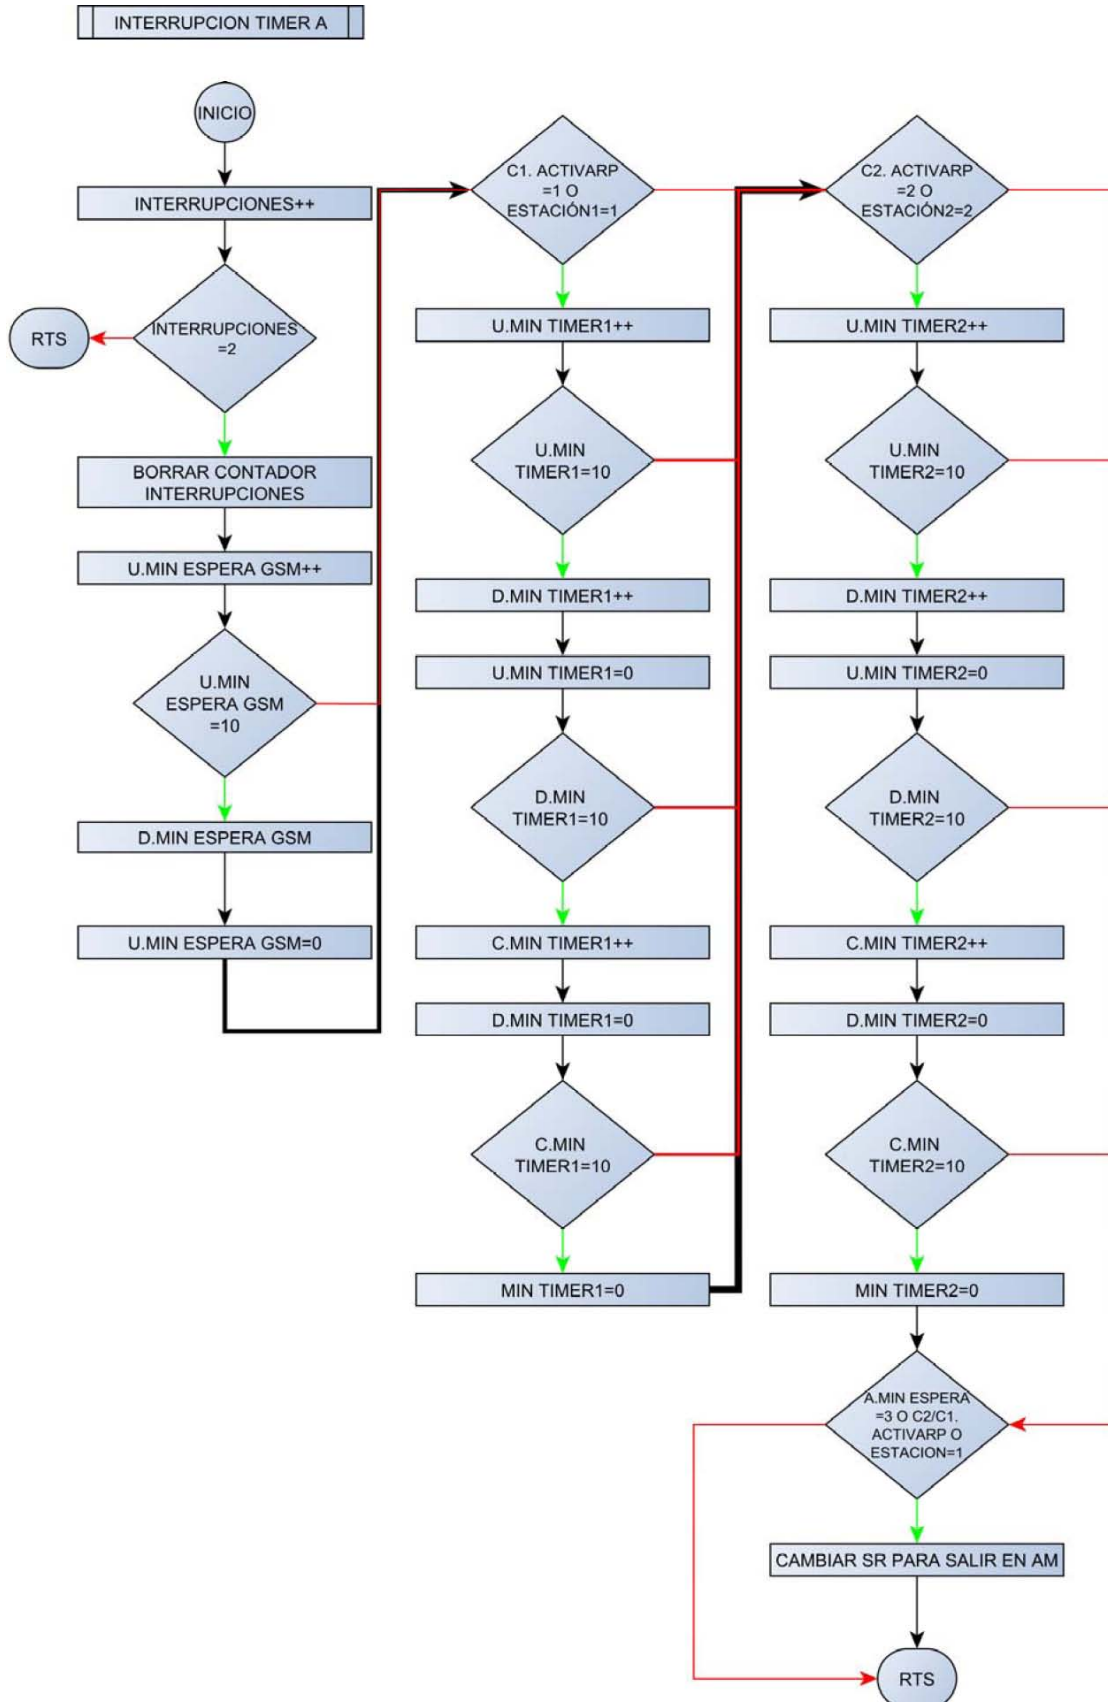 INTERRUPCION TIMER A
INICIO
INTERRUPCIONES++
INTERRUPCIONES
=2
RTS
BORRAR CONTADOR
INTERRUPCIONES
U.MIN ESPERA GSM++
U.MIN
ESPERA GSM
=10
D.MIN ESPERA GSM
U.MIN ESPERA GSM=0
C1. ACTIVARP
=1 O
ESTACIÓN1=1
U.MIN TIMER1++
U.MIN
TIMER1=10
D.MIN TIMER1++
U.MIN TIMER1=0
D.MIN
TIMER1=10
C.MIN TIMER1++
D.MIN TIMER1=0
C.MIN
TIMER1=10
MIN TIMER1=0
C2. ACTIVARP
=2 O
ESTACIÓN2=2
U.MIN TIMER2++
U.MIN
TIMER2=10
D.MIN TIMER2++
U.MIN TIMER2=0
D.MIN
TIMER2=10
C.MIN TIMER2++
D.MIN TIMER2=0
C.MIN
TIMER2=10
MIN TIMER2=0
A.MIN ESPERA
=3 O C2/C1.
ACTIVARP O
ESTACION=1
CAMBIAR SR PARA SALIR EN AM
RTS